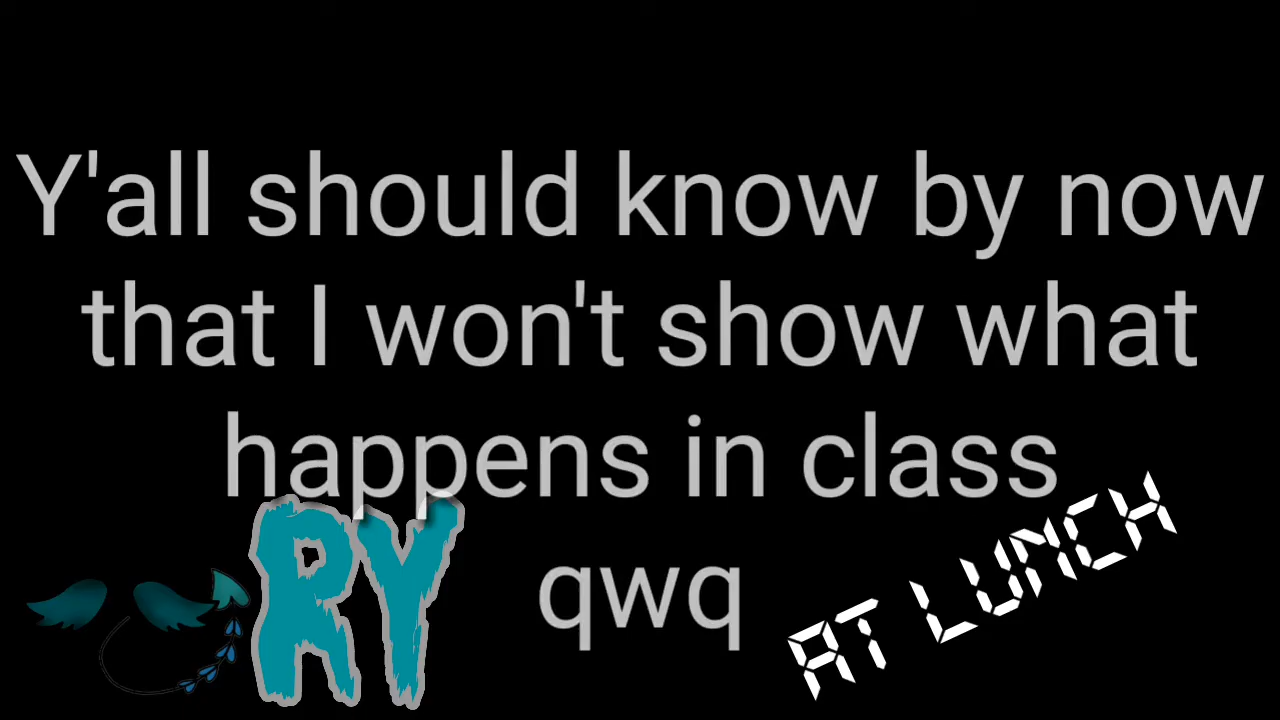 Y'all should know by now
that I won't show what
happens in class
qwq
RY
AT LUNCH